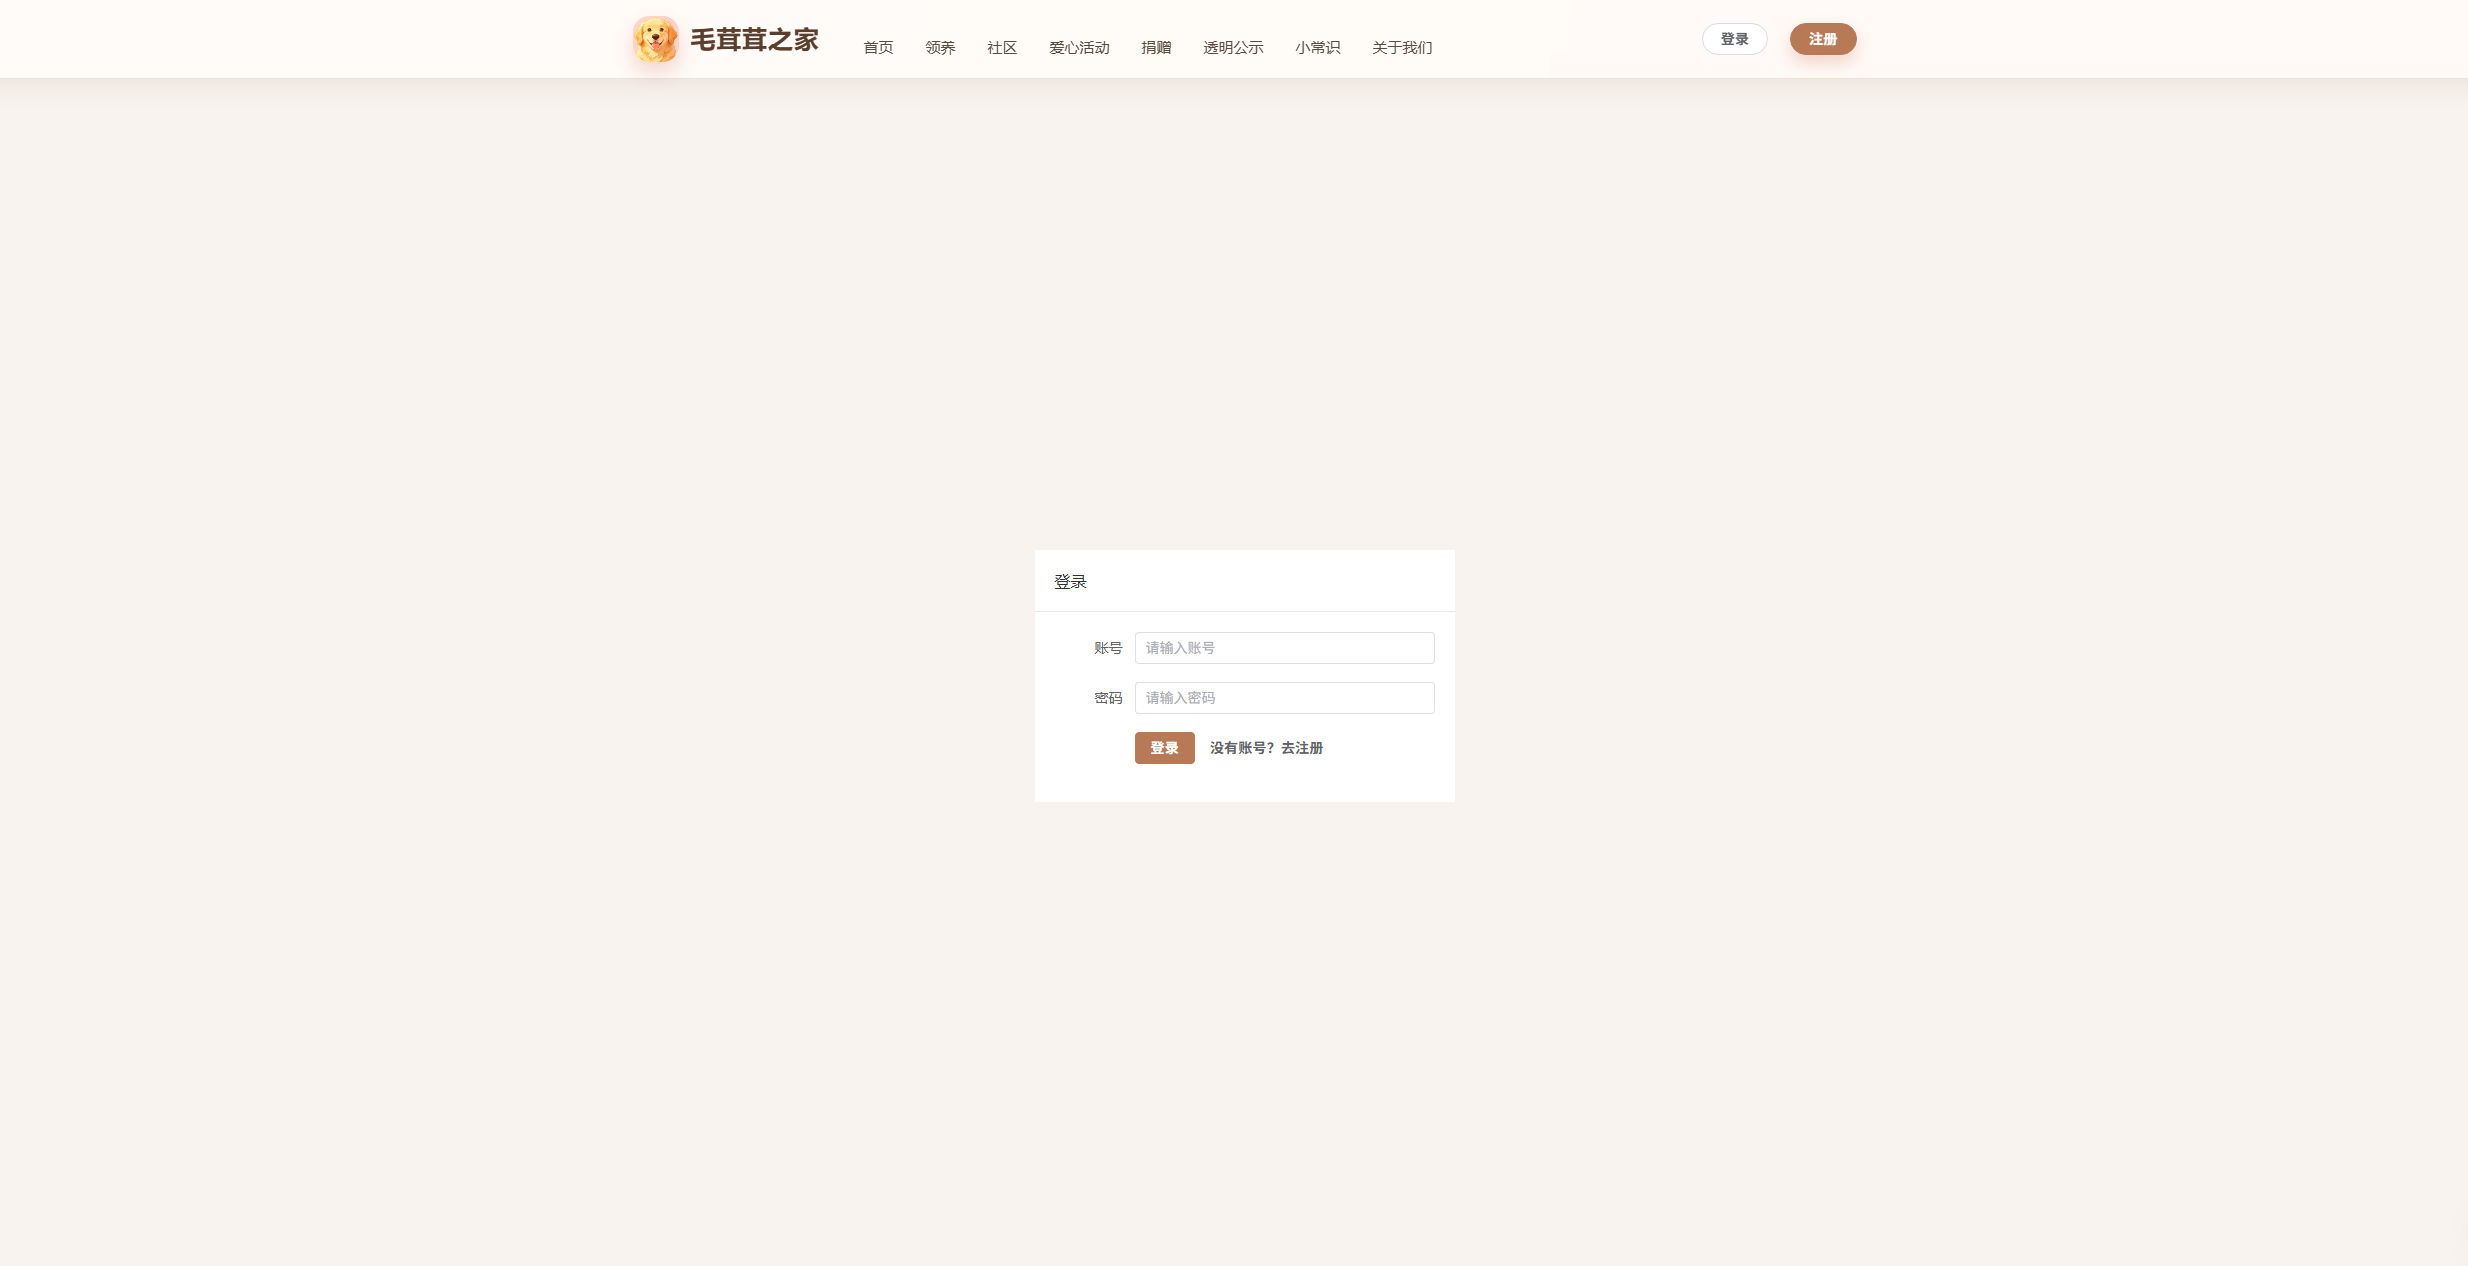 毛茸茸之家
首页 领养 社区 爱心活动 捐赠 透明公示 小常识 关于我们
登录 注册
登录
账号 请输入账号
密码 请输入密码
登录 没有账号？去注册